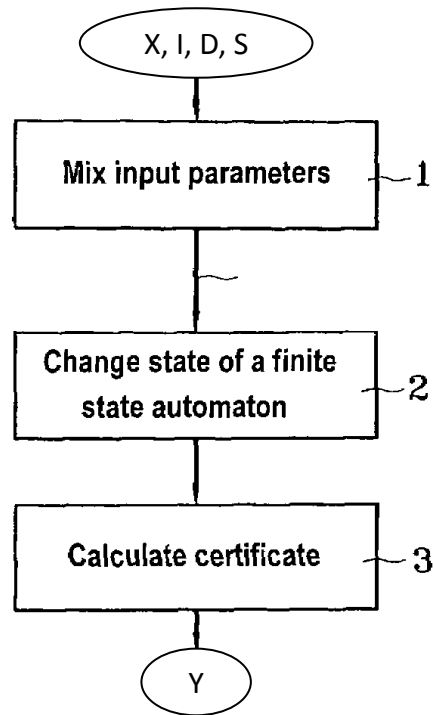 X, I, D, S
Mix input parameters
1
Change state of a finite
state automaton
2
Calculate certificate
3
Y